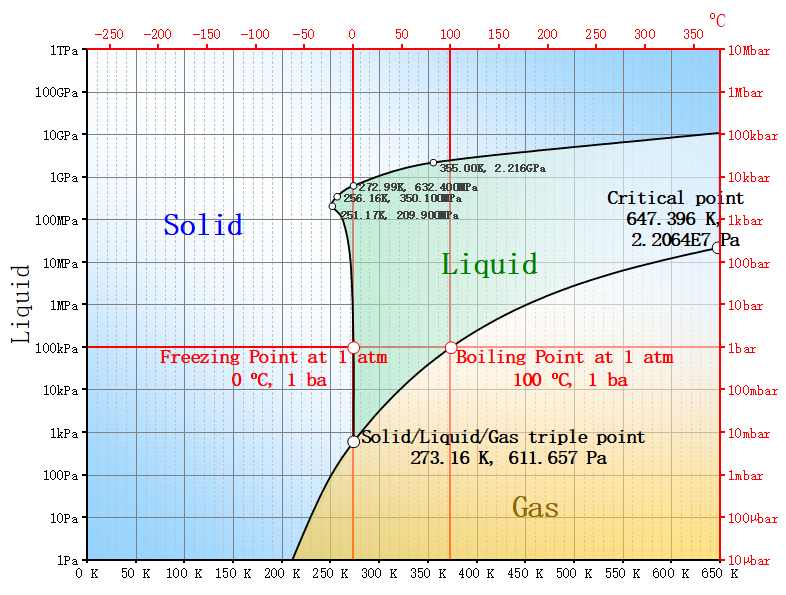 ºC
-250 -200 -150 -100 -50 0 50 100 150 200 250 300 350
1TPa 10Mbar
100GPa 1Mbar
10GPa 100kbar
355.00K, 2.216GPa
1GPa 10kbar
272.99K, 632.400MPa
256.16K, 350.100MPa
Critical point
251.17K, 209.900MPa
100MPa 1kbar
647.396 K,
Solid
2.2064E7 Pa
10MPa 100bar
Liquid
Liquid
1MPa 10bar
100kPa 1bar
Freezing Point at 1 atm
0 ºC, 1 ba
Boiling Point at 1 atm
100 ºC, 1 ba
10kPa 100mbar
1kPa 10mbar
Solid/Liquid/Gas triple point
273.16 K, 611.657 Pa
100Pa 1mbar
Gas
10Pa 100µbar
1Pa 10µbar
0 K 50 K 100 K 150 K 200 K 250 K 300 K 350 K 400 K 450 K 500 K 550 K 600 K 650 K